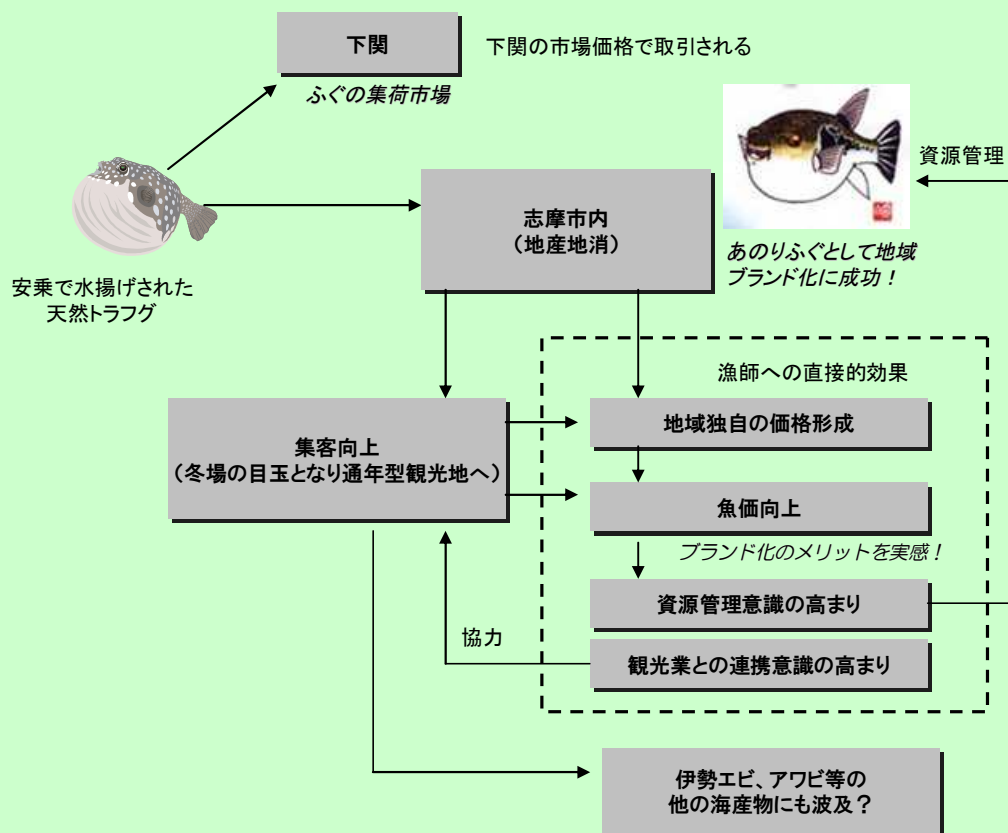 下関
下関の市場価格で取引される
ふぐの集荷市場
資源管理
志摩市内
（地産地消）
あのりふぐとして地域
ブランド化に成功！
安乗で水揚げされた
天然トラフグ
漁師への直接的効果
地域独自の価格形成
集客向上
（冬場の目玉となり通年型観光地へ）
魚価向上
ブランド化のメリットを実感！
資源管理意識の高まり
協力
観光業との連携意識の高まり
伊勢エビ、アワビ等の
他の海産物にも波及？